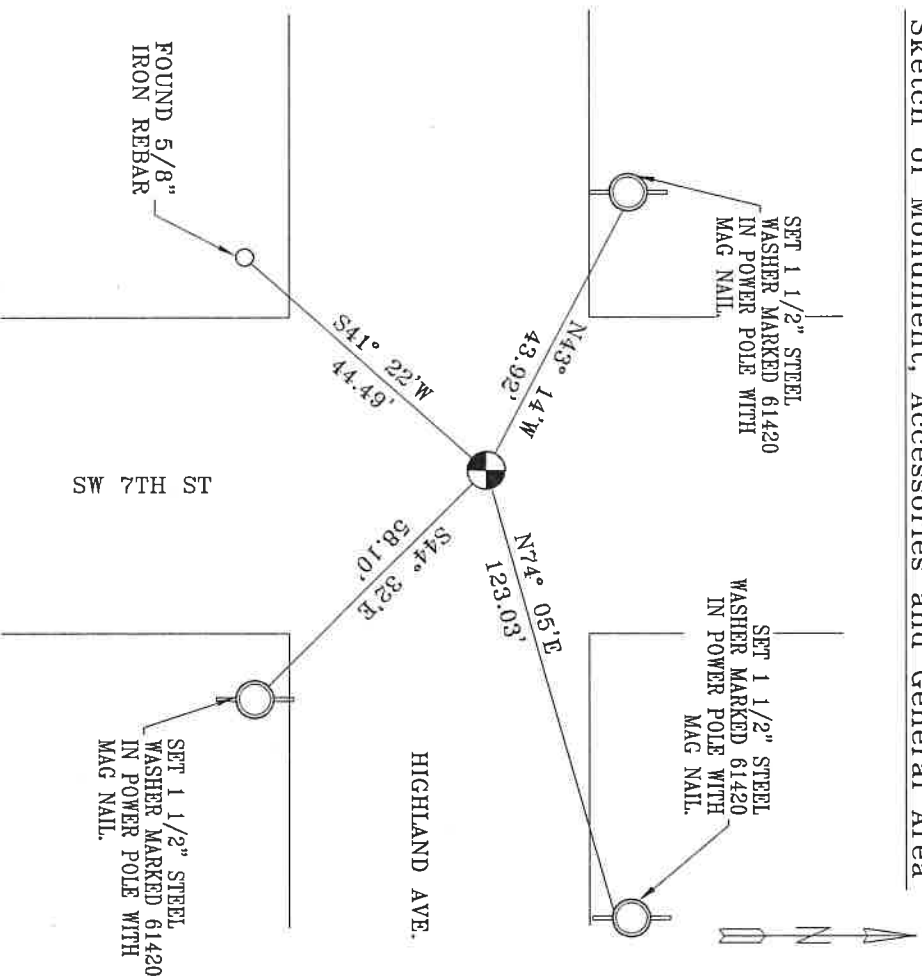 Sketch of Monument, Accessories and General Area
SET 1 1/2" STEEL
WASHER MARKED 61420
IN POWER POLE WITH
MAG NAIL.
SET 1 1/2" STEEL
WASHER MARKED 61420
IN POWER POLE WITH
MAG NAIL.
N
N43° 14'W
43.92'
N74° 05'E
123.03'
HIGHLAND AVE.
S41° 22'W
44.49'
S44° 32'E
58.10'
FOUND 5/8"
IRON REBAR
SW 7TH ST
SET 1 1/2" STEEL
WASHER MARKED 61420
IN POWER POLE WITH
MAG NAIL.